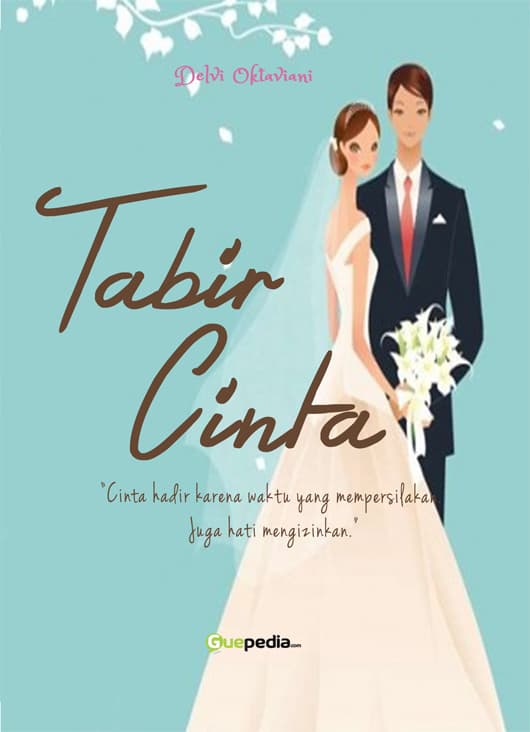 Delvi Oktaviani
Tabir
Cinta
"Cinta hadir karena waktu yang mempersilakan,
Juga hati mengizinkan."
Guepedia.com